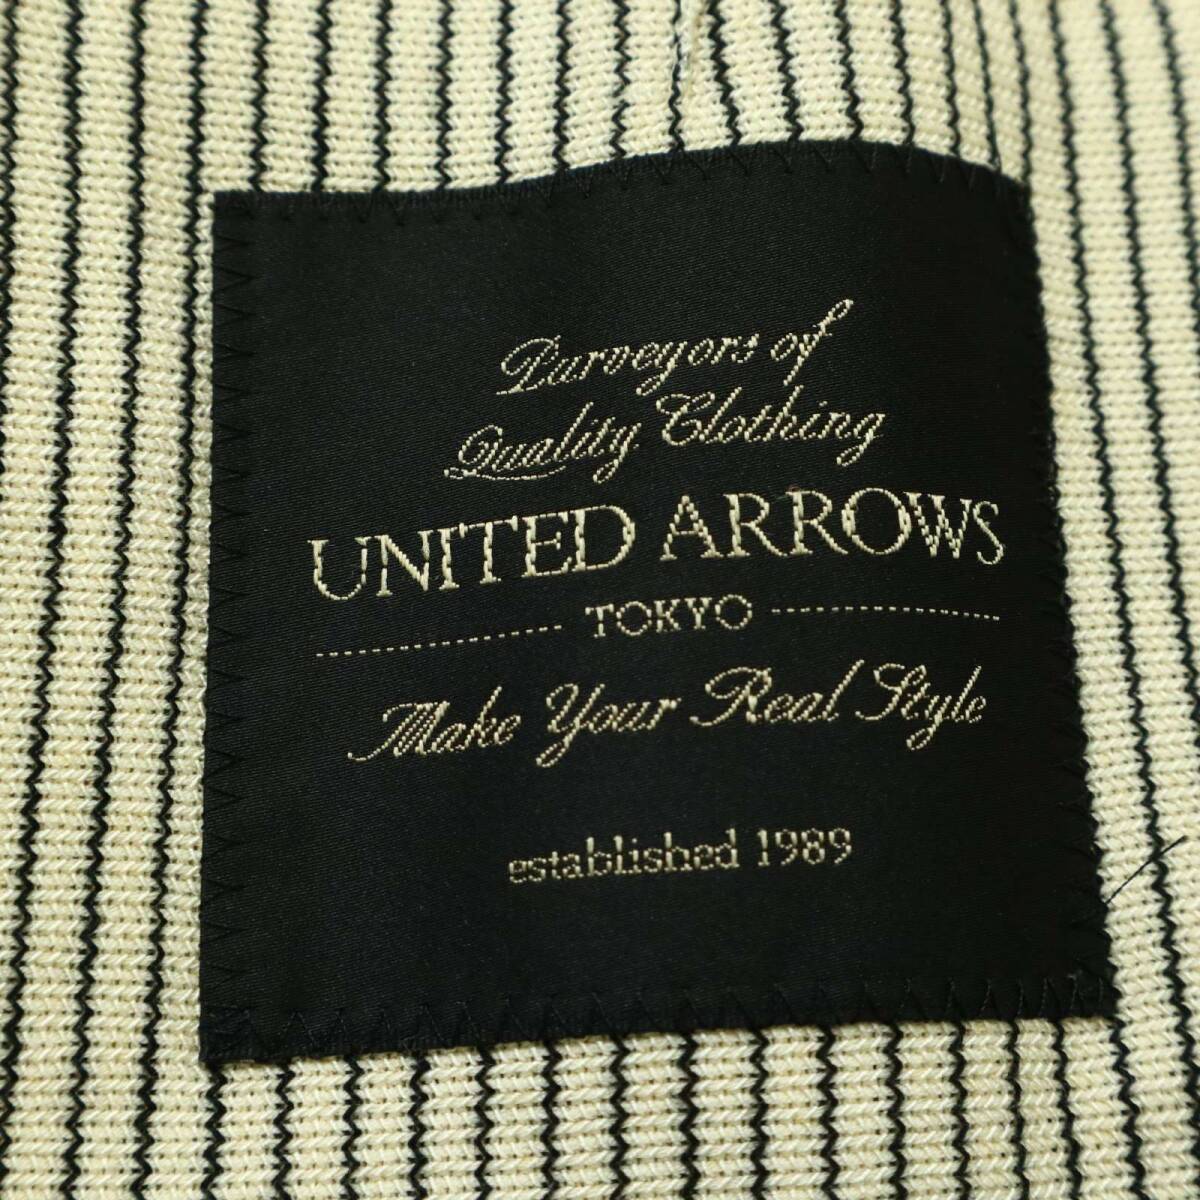 Purveyors of
Quality Clothing
UNITED ARROWS
TOKYO
Make Your Real Style
established 1989